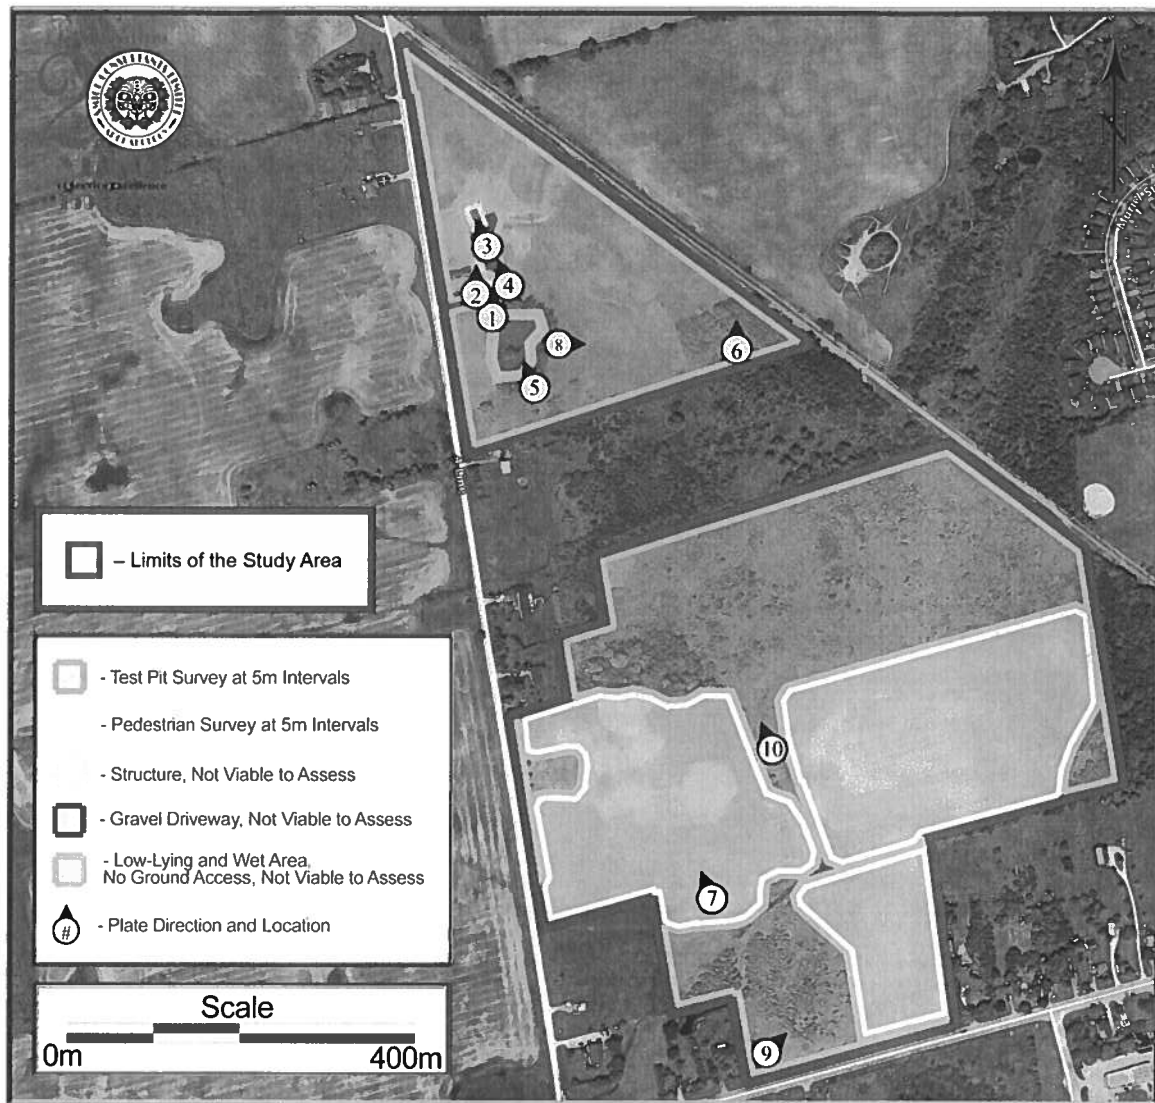 N
Muriel St
3
2
4
1
8
6
5
– Limits of the Study Area
- Test Pit Survey at 5m Intervals
- Pedestrian Survey at 5m Intervals
- Structure, Not Viable to Assess
- Gravel Driveway, Not Viable to Assess
- Low-Lying and Wet Area,
No Ground Access, Not Viable to Assess
# - Plate Direction and Location
10
7
9
Scale
0m 400m